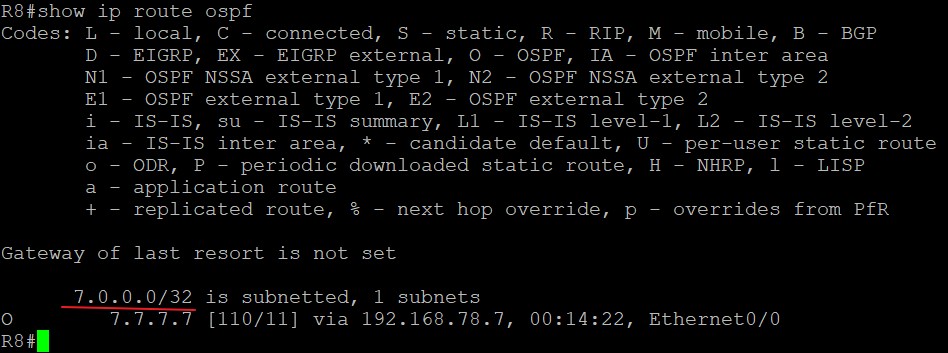 R8#show ip route ospf
Codes: L - local, C - connected, S - static, R - RIP, M - mobile, B - BGP
D - EIGRP, EX - EIGRP external, O - OSPF, IA - OSPF inter area
N1 - OSPF NSSA external type 1, N2 - OSPF NSSA external type 2
E1 - OSPF external type 1, E2 - OSPF external type 2
i - IS-IS, su - IS-IS summary, L1 - IS-IS level-1, L2 - IS-IS level-2
ia - IS-IS inter area, * - candidate default, U - per-user static route
o - ODR, P - periodic downloaded static route, H - NHRP, l - LISP
a - application route
+ - replicated route, % - next hop override, p - overrides from PfR
Gateway of last resort is not set
7.0.0.0/32 is subnetted, 1 subnets
O 7.7.7.7 [110/11] via 192.168.78.7, 00:14:22, Ethernet0/0
R8#